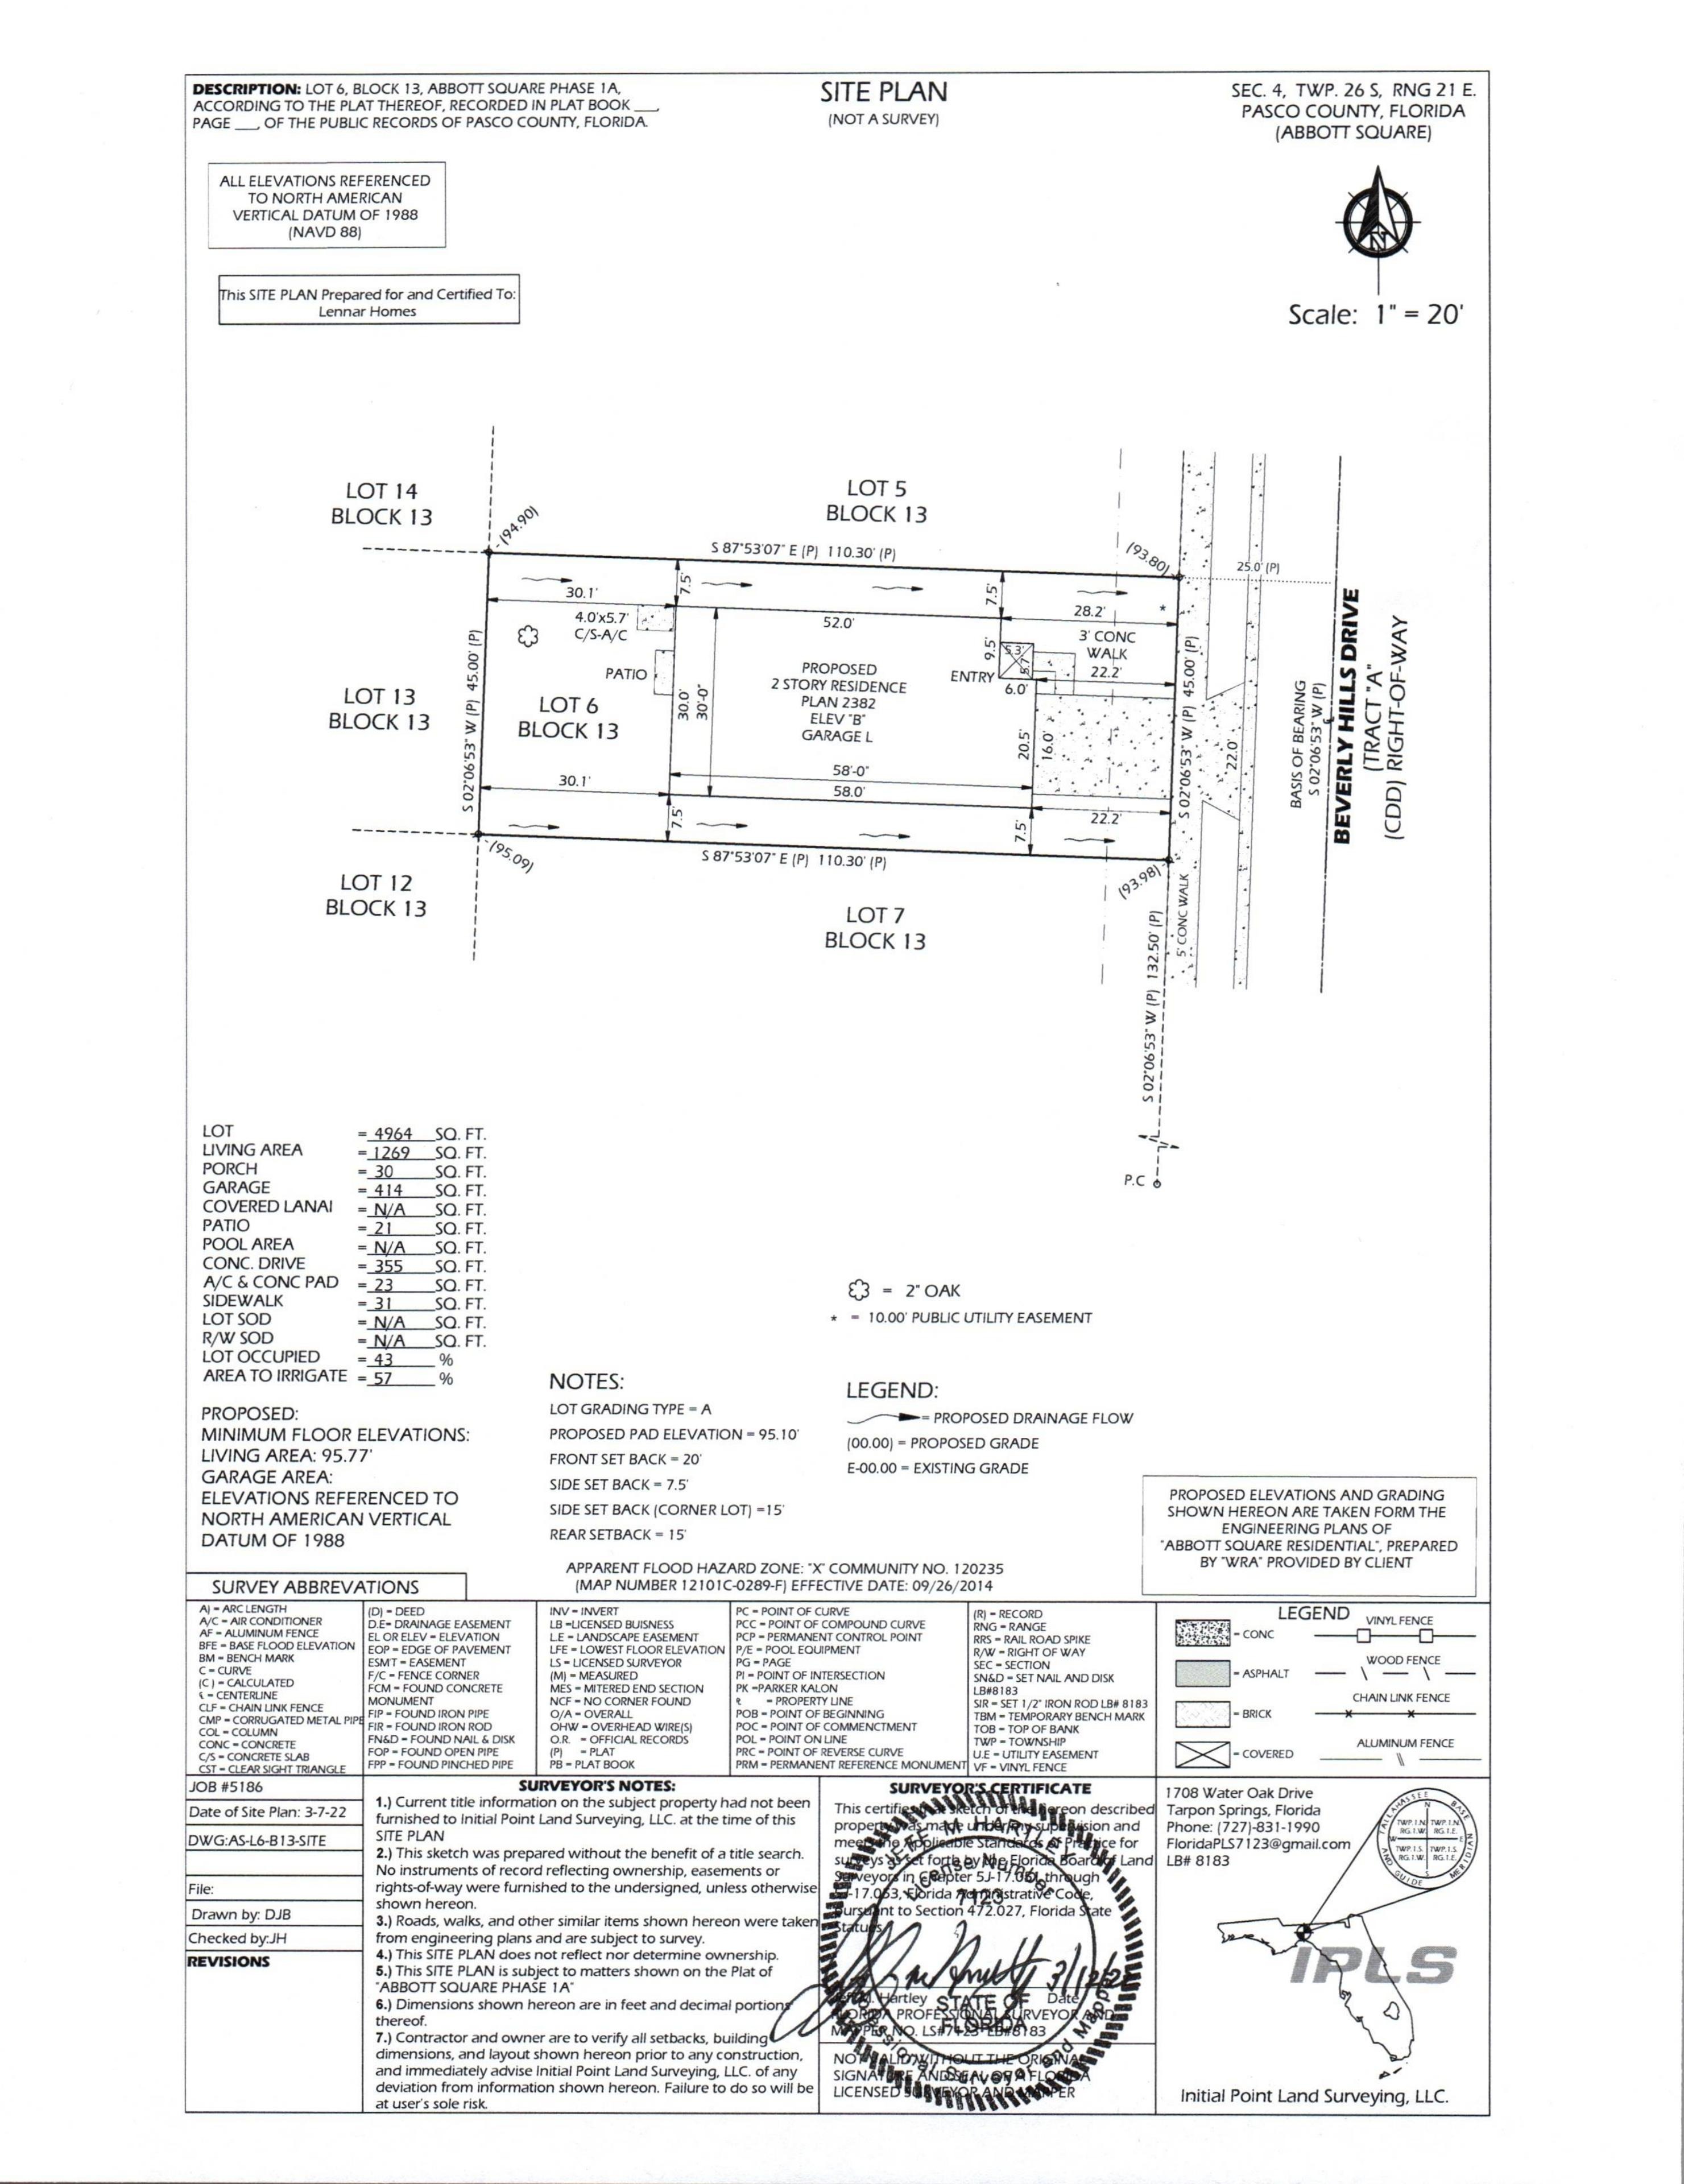 DESCRIPTION: LOT 6, BLOCK 13, ABBOTT SQUARE PHASE 1A,
ACCORDING TO THE PLAT THEREOF, RECORDED IN PLAT BOOK ___,
PAGE ___, OF THE PUBLIC RECORDS OF PASCO COUNTY, FLORIDA.
SITE PLAN
(NOT A SURVEY)
SEC. 4, TWP. 26 S, RNG 21 E.
PASCO COUNTY, FLORIDA
(ABBOTT SQUARE)
ALL ELEVATIONS REFERENCED
TO NORTH AMERICAN
VERTICAL DATUM OF 1988
(NAVD 88)
This SITE PLAN Prepared for and Certified To:
Lennar Homes
N
Scale: 1" = 20'
LOT 14
BLOCK 13
LOT 5
BLOCK 13
(94.90)
S 87°53'07" E (P) 110.30' (P)
(93.80)
25.0' (P)
7.5'
7.5'
30.1'
28.2'
*
4.0'x5.7'
C/S-A/C
52.0'
3' CONC
WALK
9.5'
5.3'
5.7'
22.2'
PATIO
ENTRY
6.0'
PROPOSED
2 STORY RESIDENCE
PLAN 2382
ELEV "B"
GARAGE L
30.0'
30'-0"
LOT 13
BLOCK 13
S 02°06'53" W (P) 45.00' (P)
LOT 6
BLOCK 13
20.5'
16.0'
S 02°06'53" W (P) 45.00' (P)
22.0'
BASIS OF BEARING
S 02°06'53" W (P)
BEVERLY HILLS DRIVE
(TRACT "A")
(CDD) RIGHT-OF-WAY
58'-0"
30.1'
58.0'
22.2'
7.5'
7.5'
S 87°53'07" E (P) 110.30' (P)
(95.09)
(93.98)
LOT 12
BLOCK 13
LOT 7
BLOCK 13
5' CONC WALK
S 02°06'53" W (P) 132.50' (P)
P.C
LOT = 4964 SQ. FT.
LIVING AREA = 1269 SQ. FT.
PORCH = 30 SQ. FT.
GARAGE = 414 SQ. FT.
COVERED LANAI = N/A SQ. FT.
PATIO = 21 SQ. FT.
POOL AREA = N/A SQ. FT.
CONC. DRIVE = 355 SQ. FT.
A/C & CONC PAD = 23 SQ. FT.
SIDEWALK = 31 SQ. FT.
LOT SOD = N/A SQ. FT.
R/W SOD = N/A SQ. FT.
LOT OCCUPIED = 43 %
AREA TO IRRIGATE = 57 %
= 2" OAK
* = 10.00' PUBLIC UTILITY EASEMENT
PROPOSED:
MINIMUM FLOOR ELEVATIONS:
LIVING AREA: 95.77'
GARAGE AREA:
ELEVATIONS REFERENCED TO
NORTH AMERICAN VERTICAL
DATUM OF 1988
NOTES:
LOT GRADING TYPE = A
PROPOSED PAD ELEVATION = 95.10'
FRONT SET BACK = 20'
SIDE SET BACK = 7.5'
SIDE SET BACK (CORNER LOT) =15'
REAR SETBACK = 15'
LEGEND:
= PROPOSED DRAINAGE FLOW
(00.00) = PROPOSED GRADE
E-00.00 = EXISTING GRADE
PROPOSED ELEVATIONS AND GRADING
SHOWN HEREON ARE TAKEN FORM THE
ENGINEERING PLANS OF
"ABBOTT SQUARE RESIDENTIAL", PREPARED
BY "WRA" PROVIDED BY CLIENT
APPARENT FLOOD HAZARD ZONE: "X" COMMUNITY NO. 120235
(MAP NUMBER 12101C-0289-F) EFFECTIVE DATE: 09/26/2014
SURVEY ABBREVATIONS
A) = ARC LENGTH
A/C = AIR CONDITIONER
AF = ALUMINUM FENCE
BFE = BASE FLOOD ELEVATION
BM = BENCH MARK
C = CURVE
(C ) = CALCULATED
= CENTERLINE
CLF = CHAIN LINK FENCE
CMP = CORRUGATED METAL PIPE
COL = COLUMN
CONC = CONCRETE
C/S = CONCRETE SLAB
CST = CLEAR SIGHT TRIANGLE
(D) = DEED
D.E= DRAINAGE EASEMENT
EL OR ELEV = ELEVATION
EOP = EDGE OF PAVEMENT
ESMT = EASEMENT
F/C = FENCE CORNER
FCM = FOUND CONCRETE
MONUMENT
FIP = FOUND IRON PIPE
FIR = FOUND IRON ROD
FN&D = FOUND NAIL & DISK
FOP = FOUND OPEN PIPE
FPP = FOUND PINCHED PIPE
INV = INVERT
LB =LICENSED BUISNESS
L.E = LANDSCAPE EASEMENT
LFE = LOWEST FLOOR ELEVATION
LS = LICENSED SURVEYOR
(M) = MEASURED
MES = MITERED END SECTION
NCF = NO CORNER FOUND
O/A = OVERALL
OHW = OVERHEAD WIRE(S)
O.R. = OFFICIAL RECORDS
(P) = PLAT
PB = PLAT BOOK
PC = POINT OF CURVE
PCC = POINT OF COMPOUND CURVE
PCP = PERMANENT CONTROL POINT
P/E = POOL EQUIPMENT
PG = PAGE
PI = POINT OF INTERSECTION
PK =PARKER KALON
= PROPERTY LINE
POB = POINT OF BEGINNING
POC = POINT OF COMMENCTMENT
POL = POINT ON LINE
PRC = POINT OF REVERSE CURVE
PRM = PERMANENT REFERENCE MONUMENT
(R) = RECORD
RNG = RANGE
RRS = RAIL ROAD SPIKE
R/W = RIGHT OF WAY
SEC = SECTION
SN&D = SET NAIL AND DISK
LB#8183
SIR = SET 1/2" IRON ROD LB# 8183
TBM = TEMPORARY BENCH MARK
TOB = TOP OF BANK
TWP = TOWNSHIP
U.E = UTILITY EASEMENT
VF = VINYL FENCE
LEGEND
= CONC
= ASPHALT
= BRICK
= COVERED
VINYL FENCE
WOOD FENCE
CHAIN LINK FENCE
ALUMINUM FENCE
JOB #5186
Date of Site Plan: 3-7-22
DWG:AS-L6-B13-SITE
File:
Drawn by: DJB
Checked by:JH
REVISIONS
SURVEYOR'S NOTES:
1.) Current title information on the subject property had not been
furnished to Initial Point Land Surveying, LLC. at the time of this
SITE PLAN
2.) This sketch was prepared without the benefit of a title search.
No instruments of record reflecting ownership, easements or
rights-of-way were furnished to the undersigned, unless otherwise
shown hereon.
3.) Roads, walks, and other similar items shown hereon were taken
from engineering plans and are subject to survey.
4.) This SITE PLAN does not reflect nor determine ownership.
5.) This SITE PLAN is subject to matters shown on the Plat of
"ABBOTT SQUARE PHASE 1A"
6.) Dimensions shown hereon are in feet and decimal portions
thereof.
7.) Contractor and owner are to verify all setbacks, building
dimensions, and layout shown hereon prior to any construction,
and immediately advise Initial Point Land Surveying, LLC. of any
deviation from information shown hereon. Failure to do so will be
at user's sole risk.
SURVEYOR'S CERTIFICATE
This certifies that sketch of the hereon described
property was made under my supervision and
meets the Applicable Standards of Practice for
surveys as set forth by the Florida Board of Land
Surveyors in Chapter 5J-17.051 through
5J-17.053, Florida Administrative Code,
pursuant to Section 472.027, Florida State
Statutes.
Hartley Date
FLORIDA PROFESSIONAL SURVEYOR AND
MAPPER NO. LS#7123 LB#8183
NOT VALID WITHOUT THE ORIGINAL
SIGNATURE AND SEAL OF A FLORIDA
LICENSED SURVEYOR AND MAPPER
JEFF M HARTLEY
License Number
7123
STATE OF
FLORIDA
Professional Surveyor and Mapper
1708 Water Oak Drive
Tarpon Springs, Florida
Phone: (727)-831-1990
FloridaPLS7123@gmail.com
LB# 8183
TALLAHASSEE BASE
AND GUIDE MERIDIAN
N
W
E
S
TWP.1.N. RG.1.W.
TWP.1.N. RG.1.E.
TWP.1.S. RG.1.W.
TWP.1.S. RG.1.E.
IPLS
Initial Point Land Surveying, LLC.